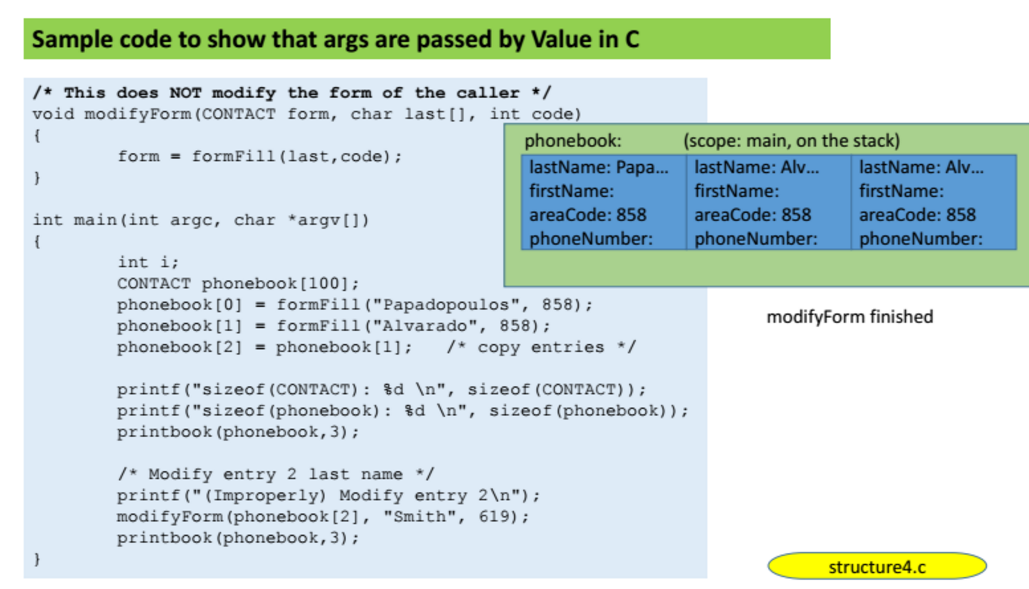 Sample code to show that args are passed by Value in C
/* This does NOT modify the form of the caller */
void modifyForm(CONTACT form, char last[], int code)
{
form = formFill(last,code);
}
int main(int argc, char *argv[])
{
int i;
CONTACT phonebook[100];
phonebook[0] = formFill("Papadopoulos", 858);
phonebook[1] = formFill("Alvarado", 858);
phonebook[2] = phonebook[1]; /* copy entries */
printf("sizeof(CONTACT): %d \n", sizeof(CONTACT));
printf("sizeof(phonebook): %d \n", sizeof(phonebook));
printbook(phonebook,3);
/* Modify entry 2 last name */
printf("(Improperly) Modify entry 2\n");
modifyForm(phonebook[2], "Smith", 619);
printbook(phonebook,3);
}
phonebook: (scope: main, on the stack)
lastName: Papa... lastName: Alv... lastName: Alv...
firstName: firstName: firstName:
areaCode: 858 areaCode: 858 areaCode: 858
phoneNumber: phoneNumber: phoneNumber:
modifyForm finished
structure4.c